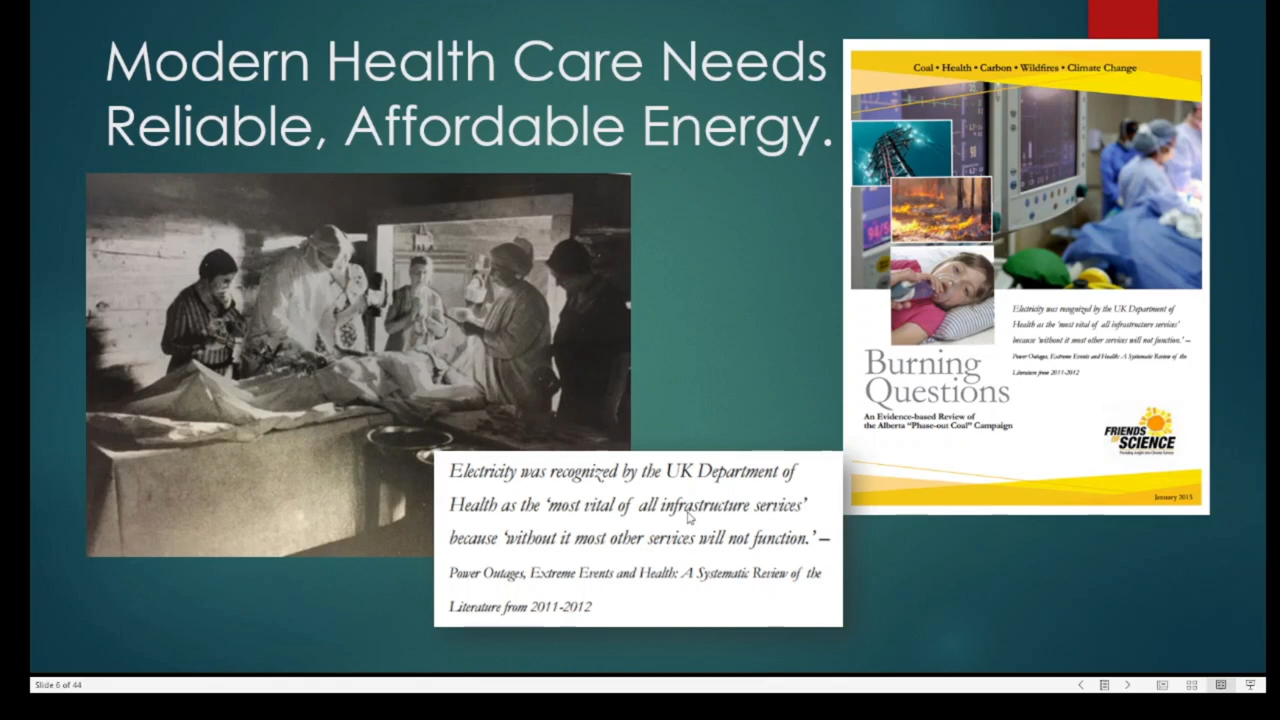 Modern Health Care Needs
Reliable, Affordable Energy.
Coal • Health • Carbon • Wildfires • Climate Change
Electricity was recognized by the UK Department of
Health as the 'most vital of all infrastructure services'
because 'without it most other services will not function.' –
Power Outages, Extreme Events and Health: A Systematic Review of the
Literature from 2011-2012
Burning
Questions
An Evidence-based Review of
the Alberta "Phase-out Coal" Campaign
FRIENDS
OF SCIENCE
January 2015
Electricity was recognized by the UK Department of
Health as the 'most vital of all infrastructure services'
because 'without it most other services will not function.' –
Power Outages, Extreme Events and Health: A Systematic Review of the
Literature from 2011-2012
Slide 6 of 44